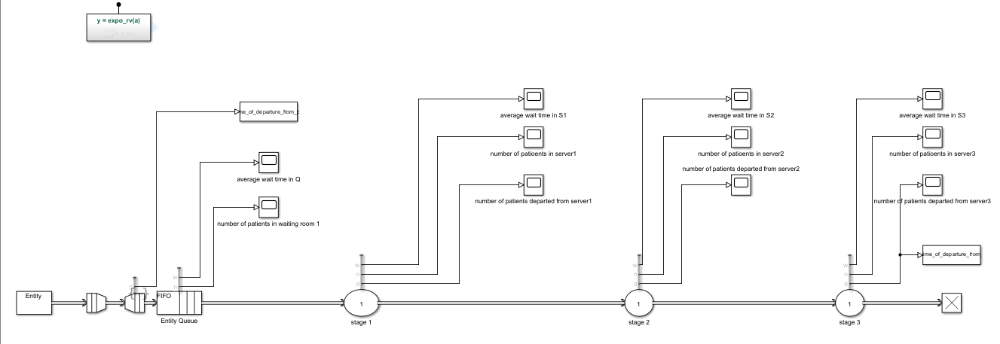 y = expo_rv(a)
average wait time in S1
average wait time in S2
average wait time in S3
ne_of_departure_from_
number of patioents in server1
number of patioents in server2
number of patioents in server3
number of patients departed from server2
average wait time in Q
number of patients departed from server1
number of patients departed from server3
number of patients in waiting room 1
ime_of_departure_from_
w
n
d
w
n
d
w
n
d
d
w
n
Entity
FIFO
1
1
1
Entity Queue
stage 1
stage 2
stage 3